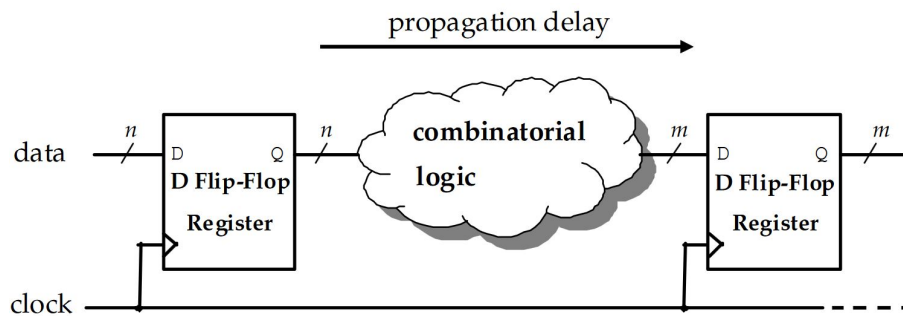 propagation delay
data
n
D
Q
D Flip-Flop
Register
n
combinatorial
logic
m
D
Q
D Flip-Flop
Register
m
clock